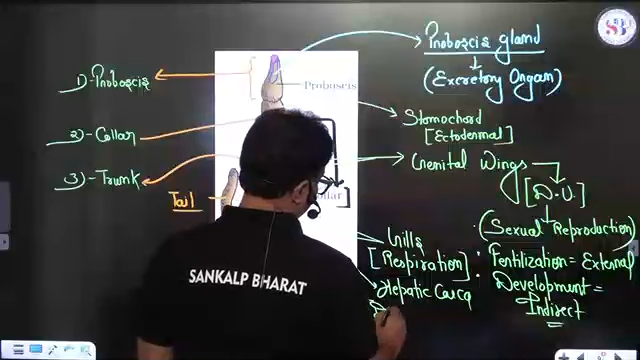 1) Proboscis
2) Collar
3) Trunk
Tail
Proboscis
Collar]
Proboscis gland
(Excretory Organ)
Stomochord
[Ectodermal]
Genital Wings
[D.U.]
(Sexual Reproduction)
Fertilization = External
Development =
Indirect
Gills
[Respiration]
Hepatic Caeca
SANKALP BHARAT
SB